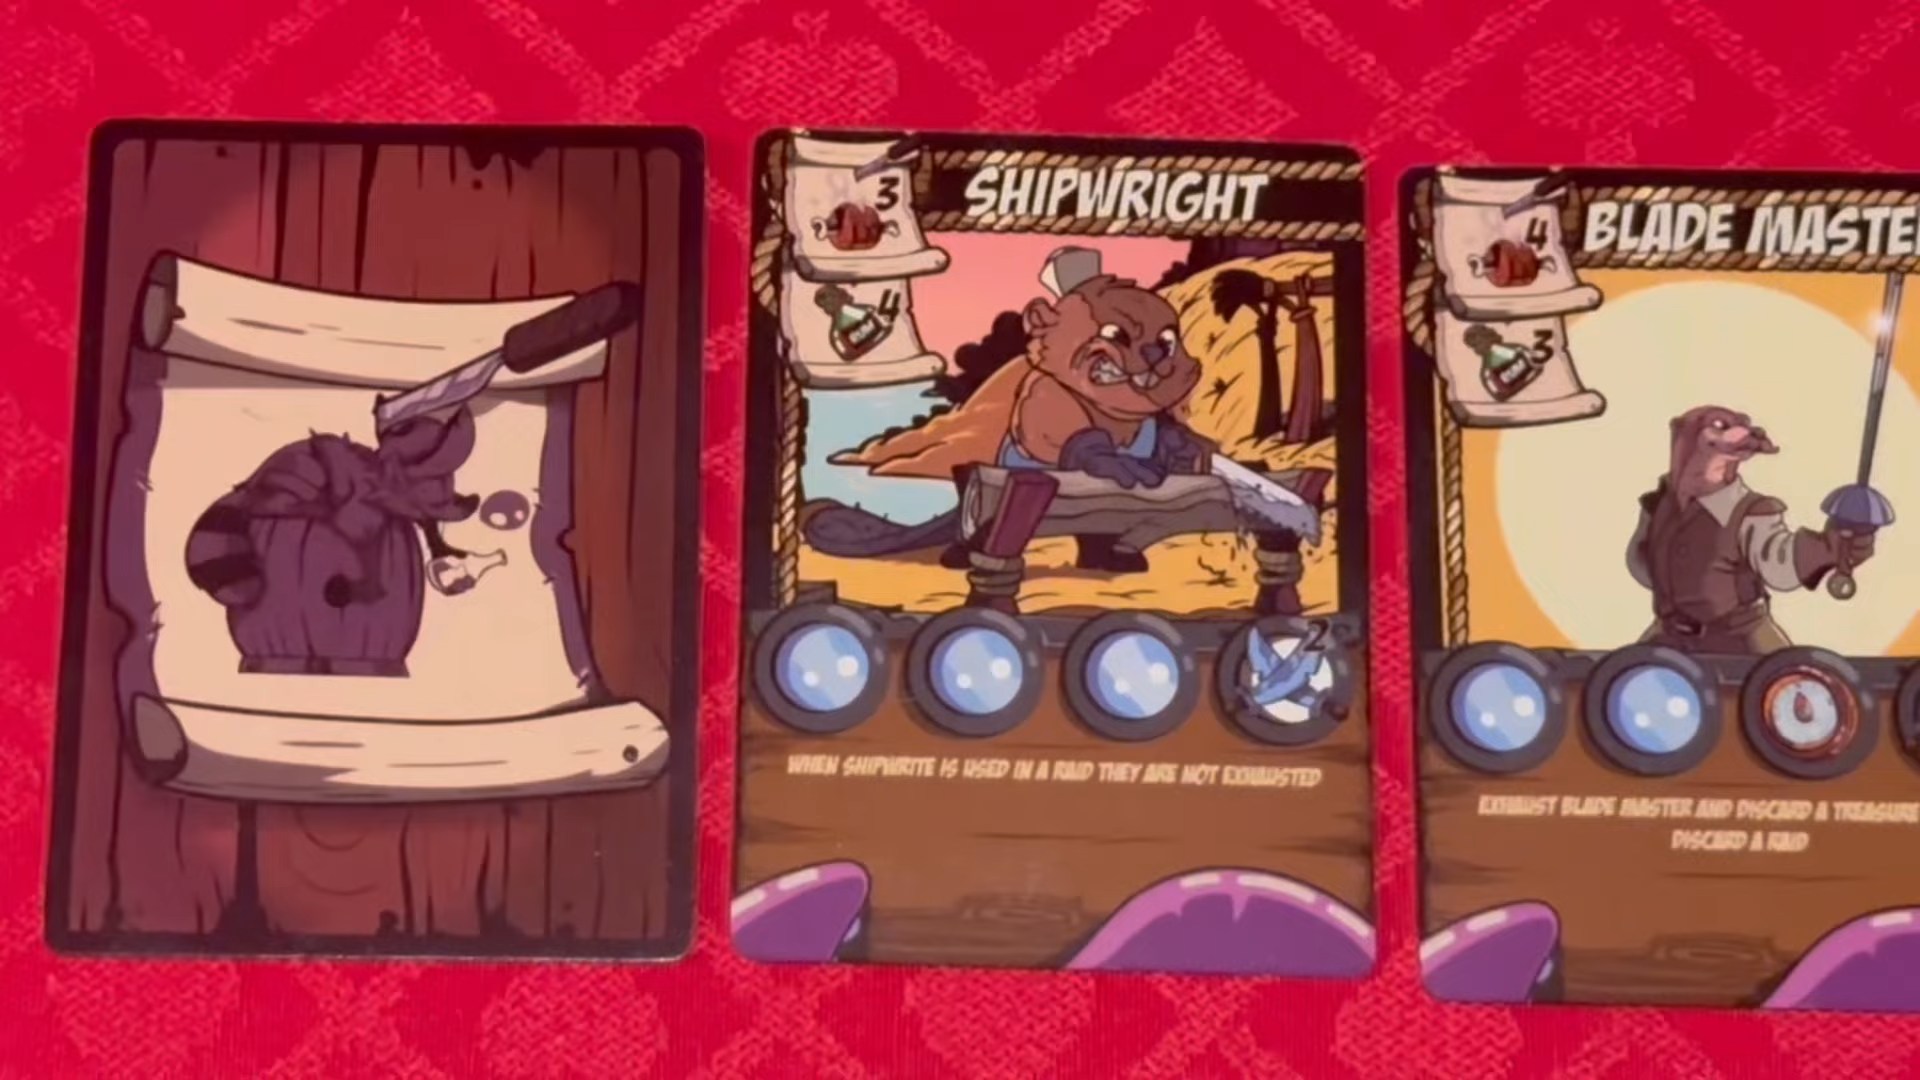 3
SHIPWRIGHT
4
2
WHEN SHIPWRITE IS USED IN A RAID THEY ARE NOT EXHAUSTED
4
BLADE MASTE
3
EXHAUST BLADE MASTER AND DISCARD A TREASURE
DISCARD A RAID